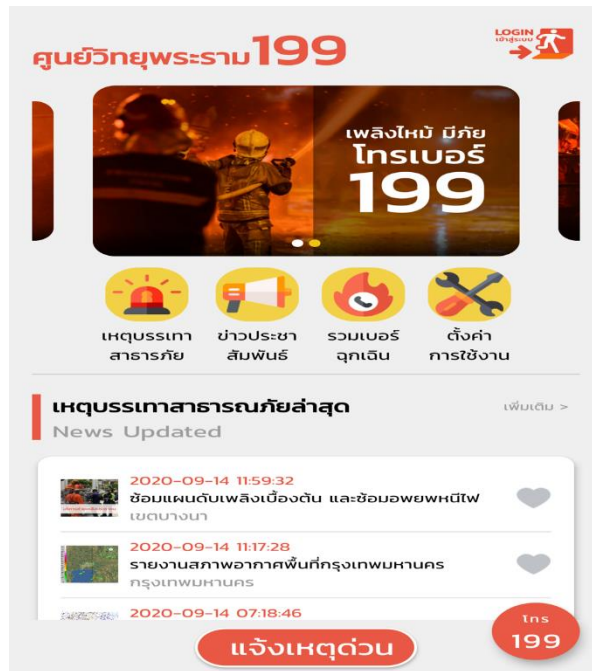 ศูนย์วิทยุพระราม199
LOGIN
เข้าสู่ระบบ
เพลิงไหม้ มีภัย
โทรเบอร์
199
เหตุบรรเทา
สาธารภัย
ข่าวประชา
สัมพันธ์
รวมเบอร์
ฉุกเฉิน
ตั้งค่า
การใช้งาน
เหตุบรรเทาสาธารณภัยล่าสุด
เพิ่มเติม >
News Updated
2020-09-14 11:59:32
ซ้อมแผนดับเพลิงเบื้องต้น และซ้อมอพยพหนีไฟ
เขตบางนา
2020-09-14 11:17:28
รายงานสภาพอากาศพื้นที่กรุงเทพมหานคร
กรุงเทพมหานคร
2020-09-14 07:18:46
แจ้งเหตุด่วน
โทร
199